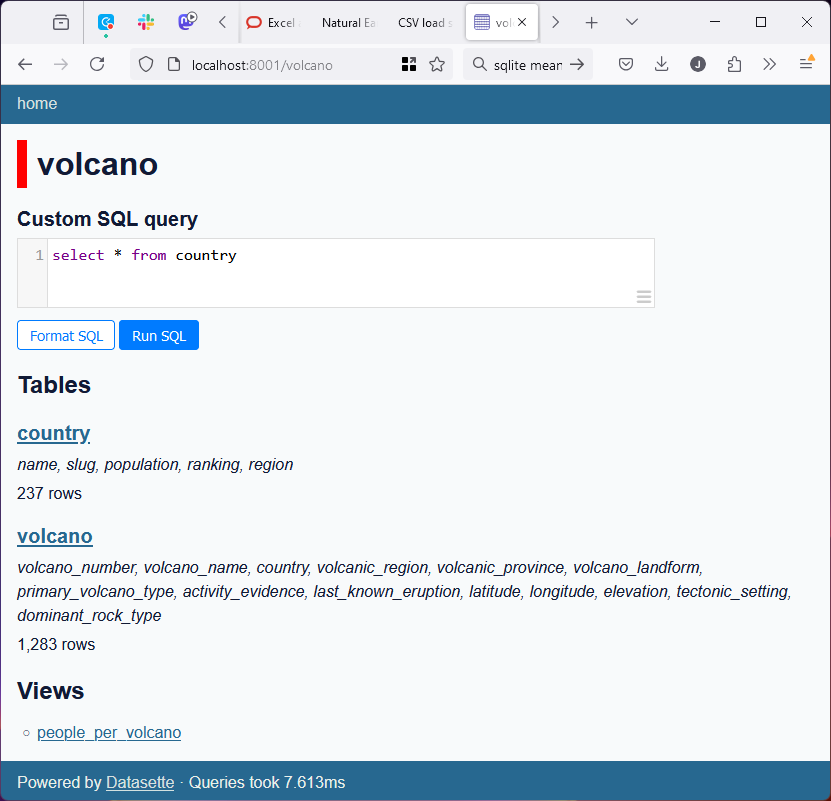 Excel
Natural Ea
CSV load s
vol
localhost:8001/volcano
sqlite mean
J
home
volcano
Custom SQL query
1 select * from country
Format SQL
Run SQL
Tables
country
name, slug, population, ranking, region
237 rows
volcano
volcano_number, volcano_name, country, volcanic_region, volcanic_province, volcano_landform,
primary_volcano_type, activity_evidence, last_known_eruption, latitude, longitude, elevation, tectonic_setting,
dominant_rock_type
1,283 rows
Views
people_per_volcano
Powered by Datasette · Queries took 7.613ms